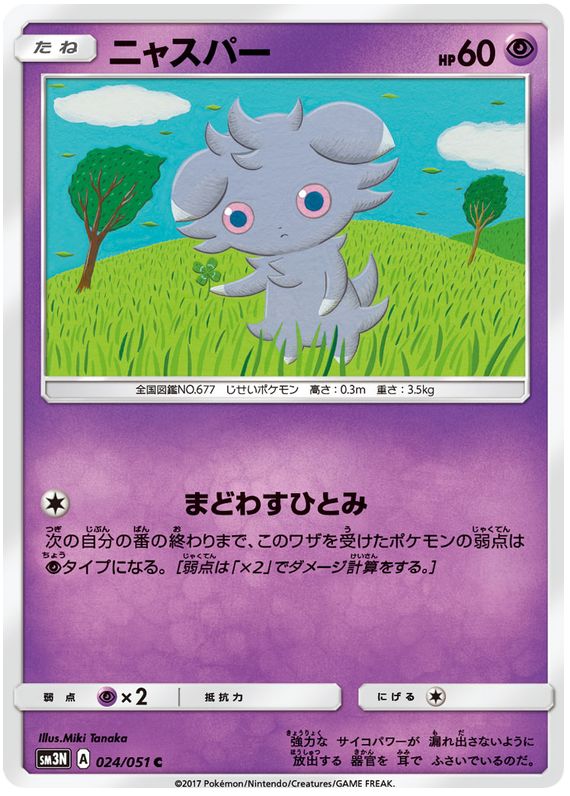 たね ニャスパー HP60
全国図鑑NO.677 じせいポケモン 高さ:0.3m 重さ:3.5kg
まどわすひとみ
次の自分の番の終わりまで、このワザを受けたポケモンの弱点は
タイプになる。[弱点は「×2」でダメージ計算をする。]
弱点 ×2 抵抗力 にげる
Illus.Miki Tanaka
SM3N A 024/051 C
強力な サイコパワーが 漏れ出さないように
放出する 器官を 耳で ふさいでいるのだ。
©2017 Pokémon/Nintendo/Creatures/GAME FREAK.